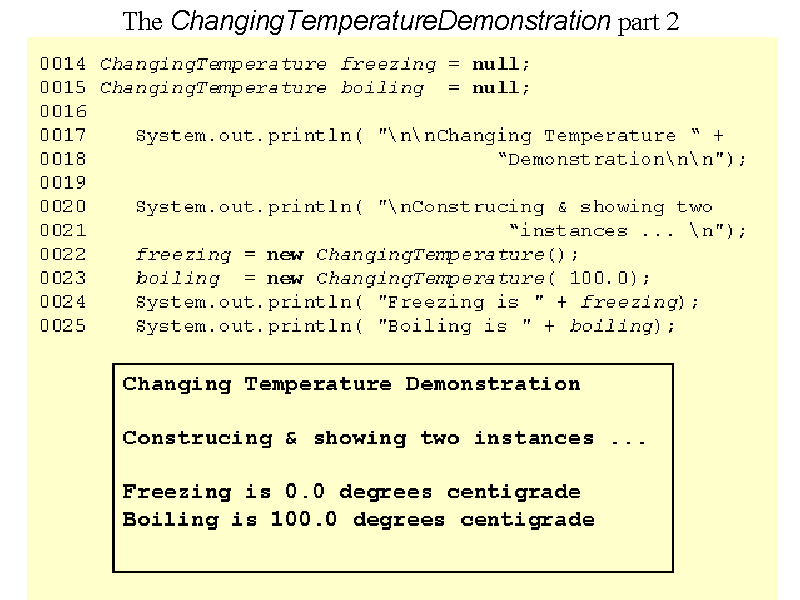 The ChangingTemperatureDemonstration part 2
0014 ChangingTemperature freezing = null;
0015 ChangingTemperature boiling  = null;
0016
0017    System.out.println( "\n\nChanging Temperature “ +
0018                                  “Demonstration\n\n");
0019
0020    System.out.println( "\nConstrucing & showing two
0021                                   “instances ... \n");
0022    freezing = new ChangingTemperature();
0023    boiling  = new ChangingTemperature( 100.0);
0024    System.out.println( "Freezing is " + freezing);
0025    System.out.println( "Boiling is " + boiling);
Changing Temperature Demonstration
Construcing & showing two instances ...
Freezing is 0.0 degrees centigrade
Boiling is 100.0 degrees centigrade